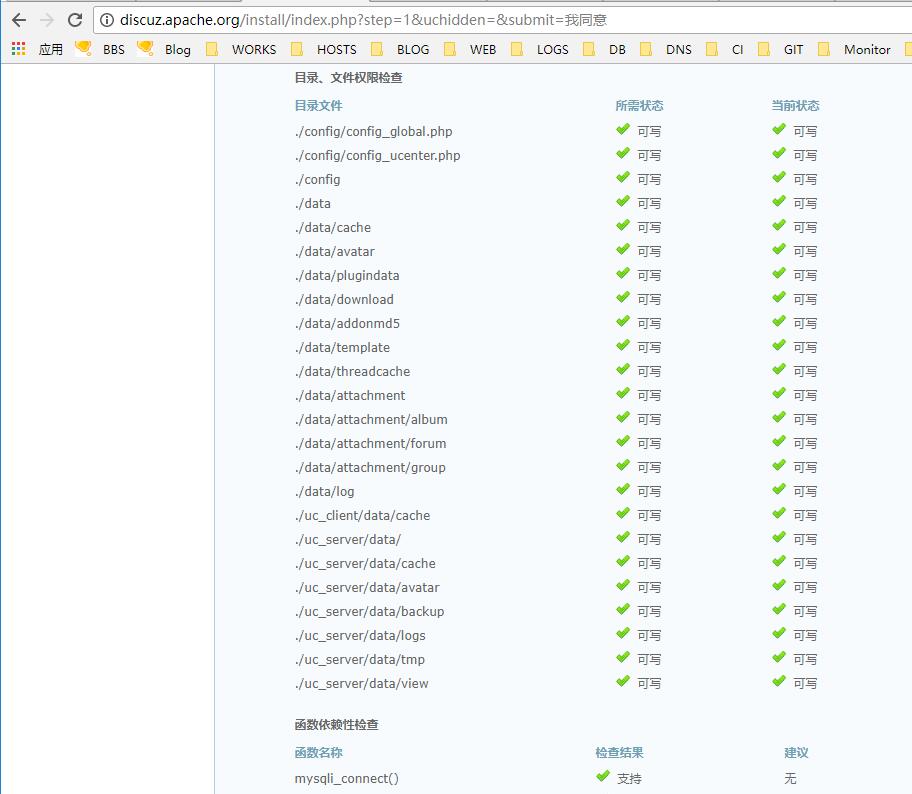 discuz.apache.org/install/index.php?step=1&uchidden=&submit=我同意
应用 BBS Blog WORKS HOSTS BLOG WEB LOGS DB DNS CI GIT Monitor
目录、文件权限检查
目录文件 所需状态 当前状态
./config/config_global.php 可写 可写
./config/config_ucenter.php 可写 可写
./config 可写 可写
./data 可写 可写
./data/cache 可写 可写
./data/avatar 可写 可写
./data/plugindata 可写 可写
./data/download 可写 可写
./data/addonmd5 可写 可写
./data/template 可写 可写
./data/threadcache 可写 可写
./data/attachment 可写 可写
./data/attachment/album 可写 可写
./data/attachment/forum 可写 可写
./data/attachment/group 可写 可写
./data/log 可写 可写
./uc_client/data/cache 可写 可写
./uc_server/data/ 可写 可写
./uc_server/data/cache 可写 可写
./uc_server/data/avatar 可写 可写
./uc_server/data/backup 可写 可写
./uc_server/data/logs 可写 可写
./uc_server/data/tmp 可写 可写
./uc_server/data/view 可写 可写
函数依赖性检查
函数名称 检查结果 建议
mysqli_connect() 支持 无